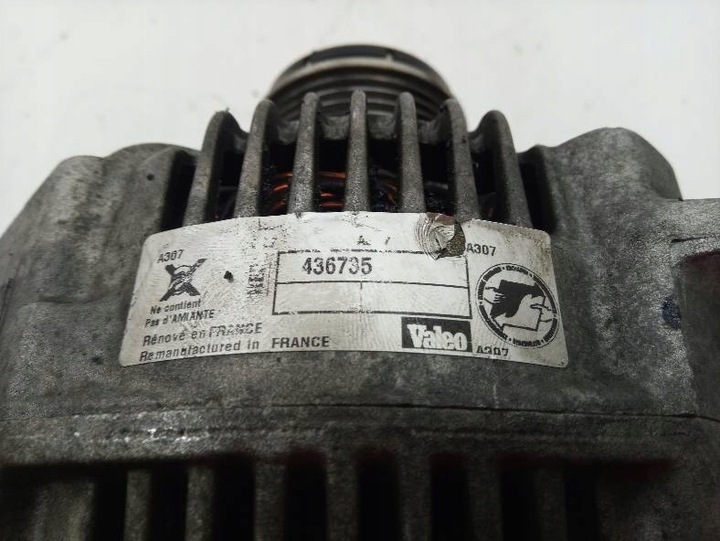 A307
A307
436735
Ne contient
Pas d'AMIANTE
Rénové en FRANCE
Remanufactured in FRANCE
Valeo
A307